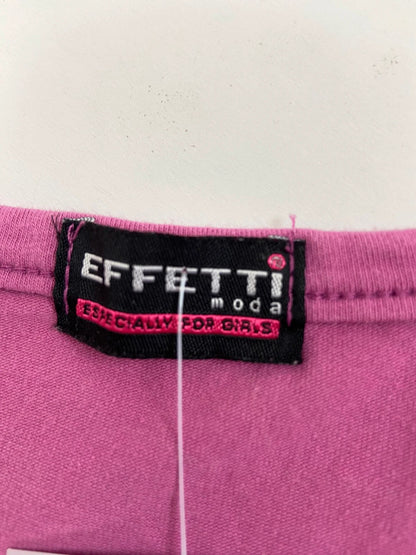 EFFETTi
moda
ESPECIALLY FOR GIRLS